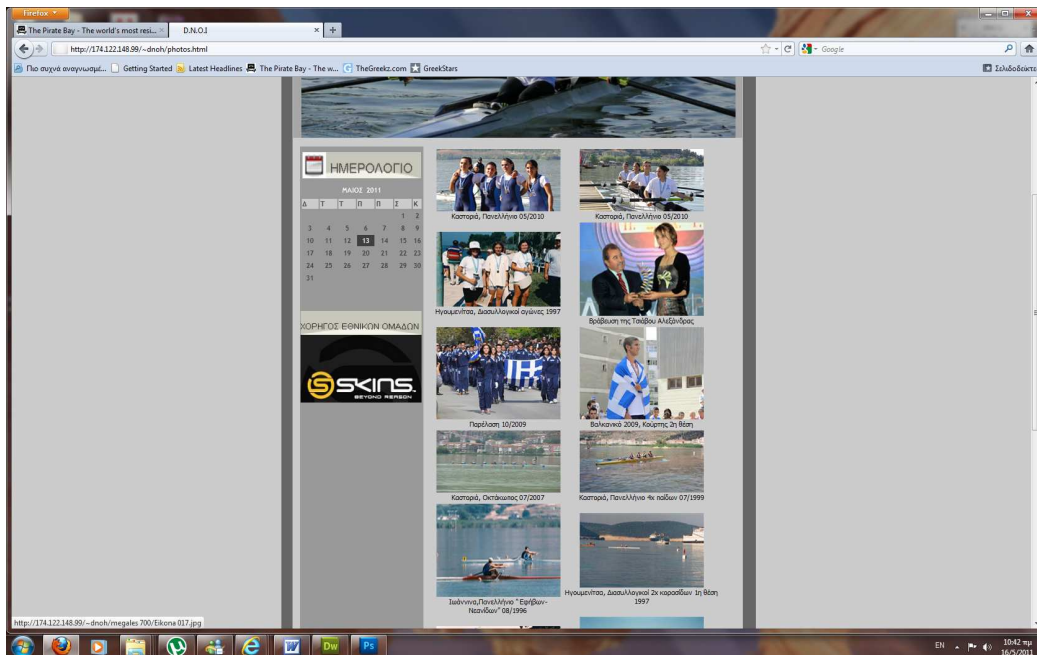 Firefox
The Pirate Bay - The world's most resi...
D.N.O.I
http://174.122.148.99/~dnoh/photos.html
Google
Πιο συχνά αναγνωσμέ...
Getting Started
Latest Headlines
The Pirate Bay - The w...
TheGreekz.com
GreekStars
Σελιδοδείκτε
ΗΜΕΡΟΛΟΓΙΟ
ΜΑΙΟΣ 2011
Δ Τ Τ Π Π Σ Κ
1 2
3 4 5 6 7 8 9
10 11 12 13 14 15 16
17 18 19 20 21 22 23
24 25 26 27 28 29 30
31
ΧΟΡΗΓΟΣ ΕΘΝΙΚΩΝ ΟΜΑΔΩΝ
SKINS
BEYOND REASON
Καστοριά, Πανελλήνιο 05/2010
Καστοριά, Πανελλήνιο 05/2010
Ηγουμενίτσα, Διασυλλογικοί αγώνες 1997
Βράβευση της Τσιάβου Αλεξάνδρας
Παρέλαση 10/2009
Βαλκανικό 2009, Κούρτης 2η θέση
Καστοριά, Οκτάκωπος 07/2007
Καστοριά, Πανελλήνιο 4x παίδων 07/1999
Ιωάννινα,Πανελλήνιο " Εφήβων-
Νεανίδων" 08/1996
Ηγουμενίτσα, Διασυλλογικοί 2x κορασίδων 1η θέση
1997
http://174.122.148.99/~dnoh/megales 700/Eikona 017.jpg
W
Dw
Ps
EN
10:42 πμ
16/5/2011